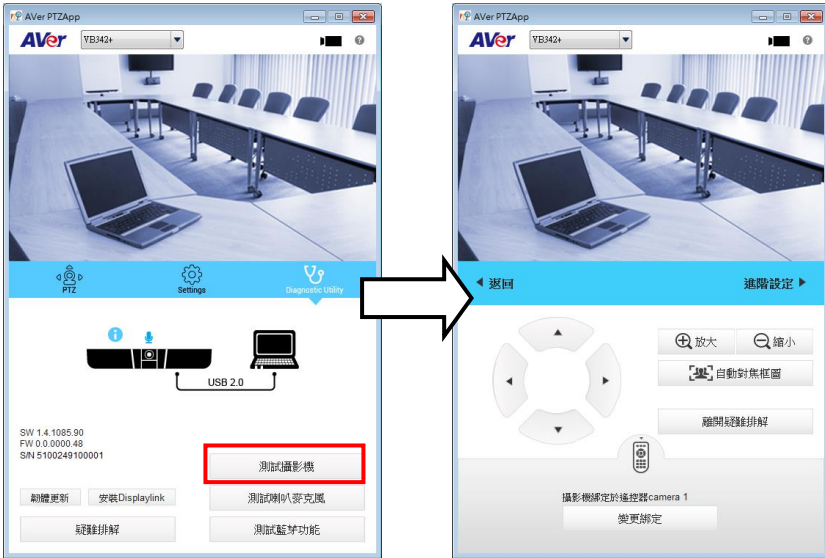 AVer PTZApp
AVer VB342+
PTZ Settings Diagnostic Utility
USB 2.0
SW 1.4.1085.90
FW 0.0.0000.48
S/N 5100249100001
測試攝影機
韌體更新 安裝Displaylink 測試喇叭/麥克風
疑難排解 測試藍芽功能
AVer PTZApp
AVer VB342+
返回 進階設定
放大 縮小
自動對焦框圖
離開疑難排解
攝影機綁定於遙控器camera 1
變更綁定